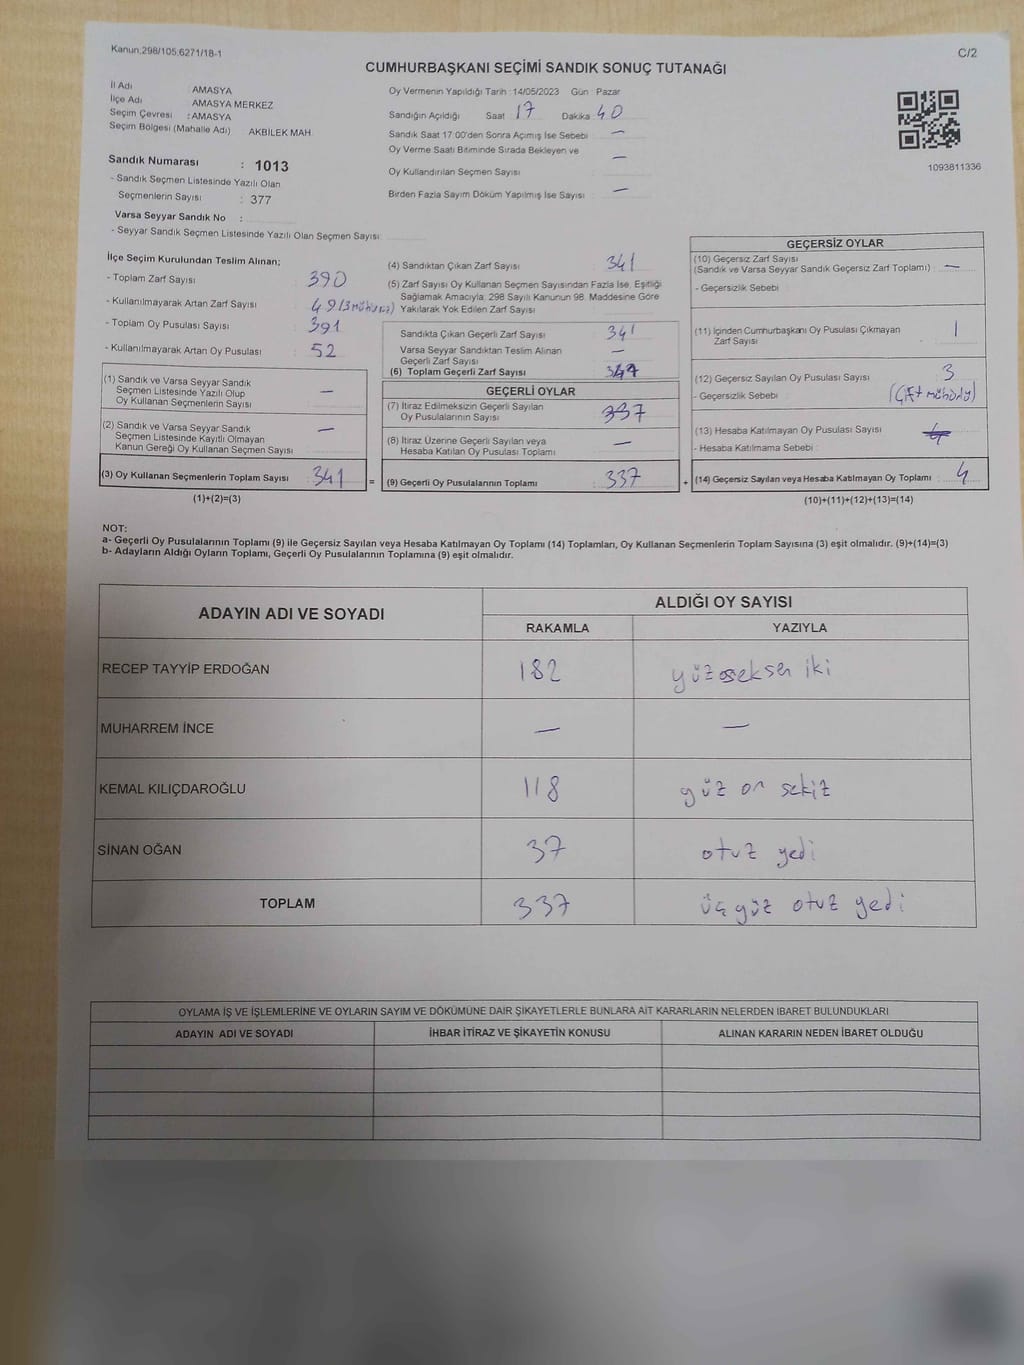 Kanun.298/105.6271/18-1
C/2
CUMHURBAŞKANI SEÇİMİ SANDIK SONUÇ TUTANAĞI
İl Adı : AMASYA
İlçe Adı : AMASYA MERKEZ
Seçim Çevresi : AMASYA
Seçim Bölgesi (Mahalle Adı) AKBİLEK MAH.
Sandık Numarası : 1013
- Sandık Seçmen Listesinde Yazılı Olan
Seçmenlerin Sayısı : 377
Varsa Seyyar Sandık No :
- Seyyar Sandık Seçmen Listesinde Yazılı Olan Seçmen Sayısı:
Oy Vermenin Yapıldığı Tarih : 14/05/2023 Gün : Pazar
Sandığın Açıldığı Saat 17 Dakika 40
Sandık Saat 17:00'den Sonra Açımış İse Sebebi : —
Oy Verme Saati Bitiminde Sırada Bekleyen ve
Oy Kullandırılan Seçmen Sayısı : —
Birden Fazla Sayım Döküm Yapılmış İse Sayısı : —
1093811336
İlçe Seçim Kurulundan Teslim Alınan;
- Toplam Zarf Sayısı : 390
- Kullanılmayarak Artan Zarf Sayısı : 49
- Toplam Oy Pusulası Sayısı : 391
- Kullanılmayarak Artan Oy Pusulası : 52
(1) Sandık ve Varsa Seyyar Sandık
Seçmen Listesinde Yazılı Olup
Oy Kullanan Seçmenlerin Sayısı : —
(2) Sandık ve Varsa Seyyar Sandık
Seçmen Listesinde Kayıtlı Olmayan
Kanun Gereği Oy Kullanan Seçmen Sayısı : —
(3) Oy Kullanan Seçmenlerin Toplam Sayısı : 341 =
(1)+(2)=(3)
(4) Sandıktan Çıkan Zarf Sayısı : 341
(5) Zarf Sayısı Oy Kullanan Seçmen Sayısından Fazla İse, Eşitliği
Sağlamak Amacıyla; 298 Sayılı Kanunun 98. Maddesine Göre
Yakılarak Yok Edilen Zarf Sayısı :
Sandıkta Çıkan Geçerli Zarf Sayısı : 341
Varsa Seyyar Sandıktan Teslim Alınan
Geçerli Zarf Sayısı : —
(6) Toplam Geçerli Zarf Sayısı :
GEÇERLİ OYLAR
(7) İtiraz Edilmeksizin Geçerli Sayılan
Oy Pusulalarının Sayısı : 337
(8) İtiraz Üzerine Geçerli Sayılan veya
Hesaba Katılan Oy Pusulası Toplamı : —
(9) Geçerli Oy Pusulalarının Toplamı : 337 +
GEÇERSİZ OYLAR
(10) Geçersiz Zarf Sayısı
(Sandık ve Varsa Seyyar Sandık Geçersiz Zarf Toplamı) : —
- Geçersizlik Sebebi :
(11) İçinden Cumhurbaşkanı Oy Pusulası Çıkmayan
Zarf Sayısı : 1
(12) Geçersiz Sayılan Oy Pusulası Sayısı : 3
- Geçersizlik Sebebi :
(13) Hesaba Katılmayan Oy Pusulası Sayısı :
- Hesaba Katılmama Sebebi :
(14) Geçersiz Sayılan veya Hesaba Katılmayan Oy Toplamı : 4
(10)+(11)+(12)+(13)=(14)
NOT:
a- Geçerli Oy Pusulalarının Toplamı (9) ile Geçersiz Sayılan veya Hesaba Katılmayan Oy Toplamı (14) Toplamları, Oy Kullanan Seçmenlerin Toplam Sayısına (3) eşit olmalıdır. (9)+(14)=(3)
b- Adayların Aldığı Oyların Toplamı, Geçerli Oy Pusulalarının Toplamına (9) eşit olmalıdır.
ADAYIN ADI VE SOYADI ALDIĞI OY SAYISI
RAKAMLA YAZIYLA
RECEP TAYYİP ERDOĞAN 182 yüz seksen iki
MUHARREM İNCE — —
KEMAL KILIÇDAROĞLU 118 yüz on sekiz
SİNAN OĞAN 37 otuz yedi
TOPLAM 337 üç yüz otuz yedi
OYLAMA İŞ VE İŞLEMLERİNE VE OYLARIN SAYIM VE DÖKÜMÜNE DAİR ŞİKAYETLERLE BUNLARA AİT KARARLARIN NELERDEN İBARET BULUNDUKLARI
ADAYIN ADI VE SOYADI İHBAR İTİRAZ VE ŞİKAYETİN KONUSU ALINAN KARARIN NEDEN İBARET OLDUĞU